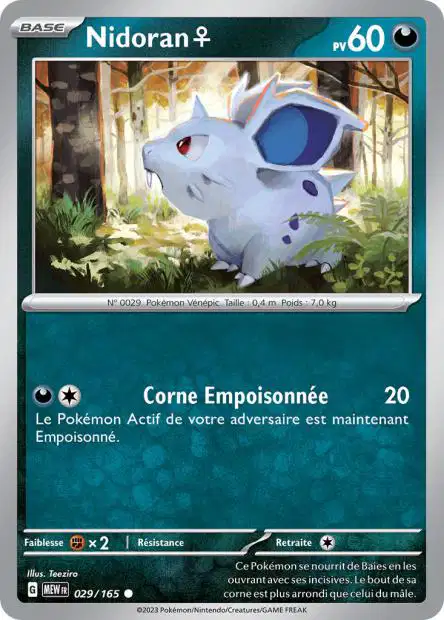 BASE
Nidoran♀
PV 60
N° 0029 Pokémon Vénépic Taille : 0,4 m Poids : 7,0 kg
Corne Empoisonnée 20
Le Pokémon Actif de votre adversaire est maintenant
Empoisonné.
Faiblesse × 2 Résistance Retraite
Illus. Teeziro
G MEW FR 029/165
Ce Pokémon se nourrit de Baies en les
ouvrant avec ses incisives. Le bout de sa
corne est plus arrondi que celui du mâle.
©2023 Pokémon/Nintendo/Creatures/GAME FREAK